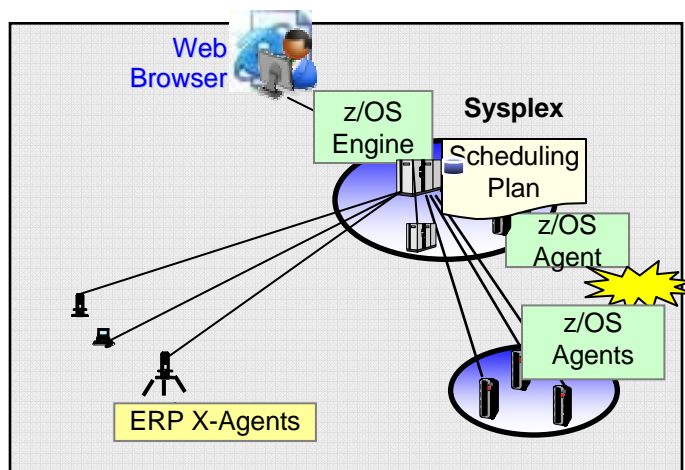 Web
Browser
z/OS
Engine
Sysplex
Scheduling
Plan
z/OS
Agent
z/OS
Agents
ERP X-Agents